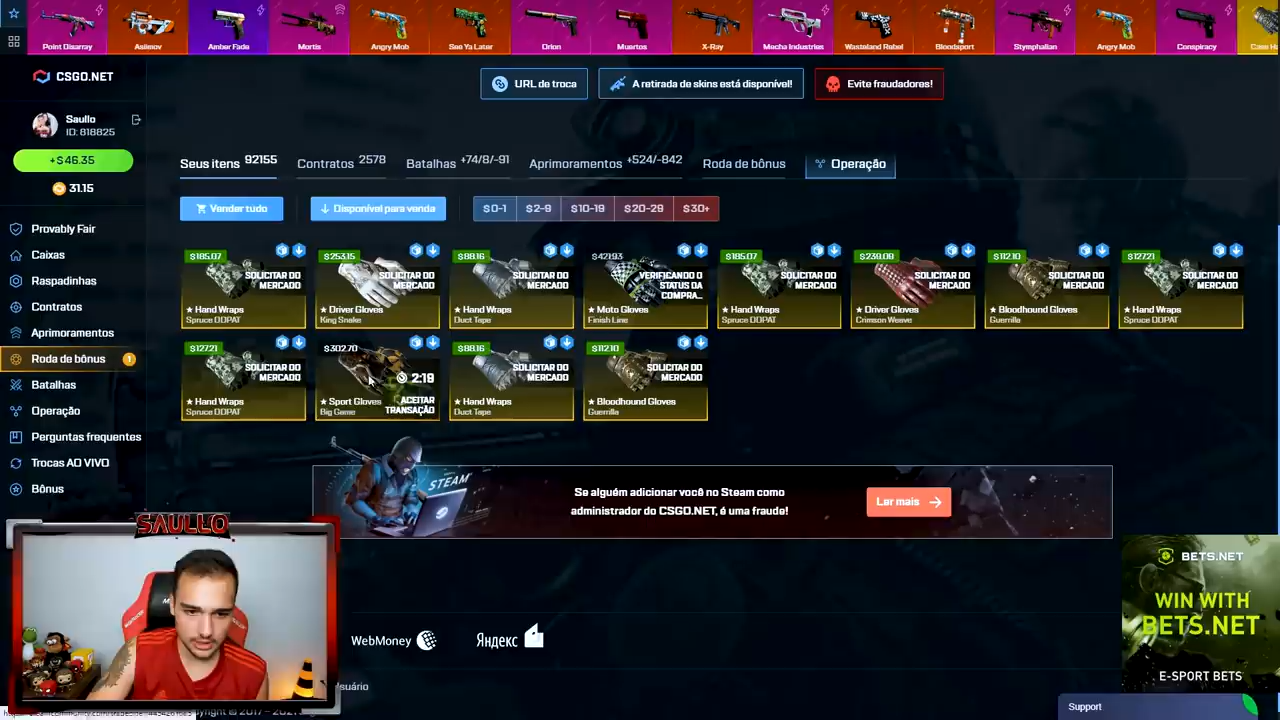 Point Disarray
Asiimov
Amber Fade
Mortis
Angry Mob
See Ya Later
Orion
Muertos
X-Ray
Mecha Industries
Wasteland Rebel
Bloodsport
Stymphalian
Angry Mob
Conspiracy
CSGO.NET
URL de troca
A retirada de skins está disponível!
Evite fraudadores!
Saullo
ID: 818825
+$46.35
31.15
Seus itens 92155
Contratos 2578
Batalhas +74/8/-91
Aprimoramentos +524/-842
Roda de bônus
Operação
Vender tudo
Disponível para venda
$0-1
$2-9
$10-19
$20-29
$30+
Provably Fair
Caixas
Raspadinhas
Contratos
Aprimoramentos
Roda de bônus 1
Batalhas
Operação
Perguntas frequentes
Trocas AO VIVO
Bônus
$185.07
SOLICITAR DO
MERCADO
★ Hand Wraps
Spruce DDPAT
$253.15
SOLICITAR DO
MERCADO
★ Driver Gloves
King Snake
$88.16
SOLICITAR DO
MERCADO
★ Hand Wraps
Duct Tape
$421.93
VERIFICANDO O
STATUS DA
COMPRA...
★ Moto Gloves
Finish Line
$185.07
SOLICITAR DO
MERCADO
★ Hand Wraps
Spruce DDPAT
$239.09
SOLICITAR DO
MERCADO
★ Driver Gloves
Crimson Weave
$112.10
SOLICITAR DO
MERCADO
★ Bloodhound Gloves
Guerrilla
$127.21
SOLICITAR DO
MERCADO
★ Hand Wraps
Spruce DDPAT
$127.21
SOLICITAR DO
MERCADO
★ Hand Wraps
Spruce DDPAT
$302.70
2:19
ACEITAR
TRANSAÇÃO
★ Sport Gloves
Big Game
$88.16
SOLICITAR DO
MERCADO
★ Hand Wraps
Duct Tape
$112.10
SOLICITAR DO
MERCADO
★ Bloodhound Gloves
Guerrilla
STEAM
Se alguém adicionar você no Steam como
administrador do CSGO.NET, é uma fraude!
Ler mais
SAULLO
WebMoney
Яндекс
BETS.NET
WIN WITH
BETS.NET
E-SPORT BETS
Support